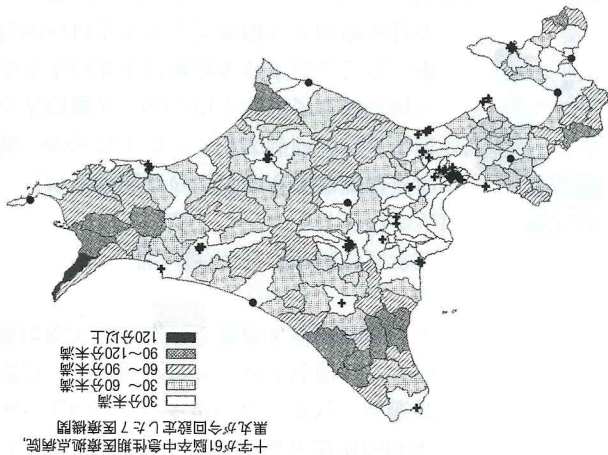 十字が61脳卒中急性期医療拠点病院,
黒丸が今回設定した7医療機関
30分未満
30～60分未満
60～90分未満
90～120分未満
120分以上